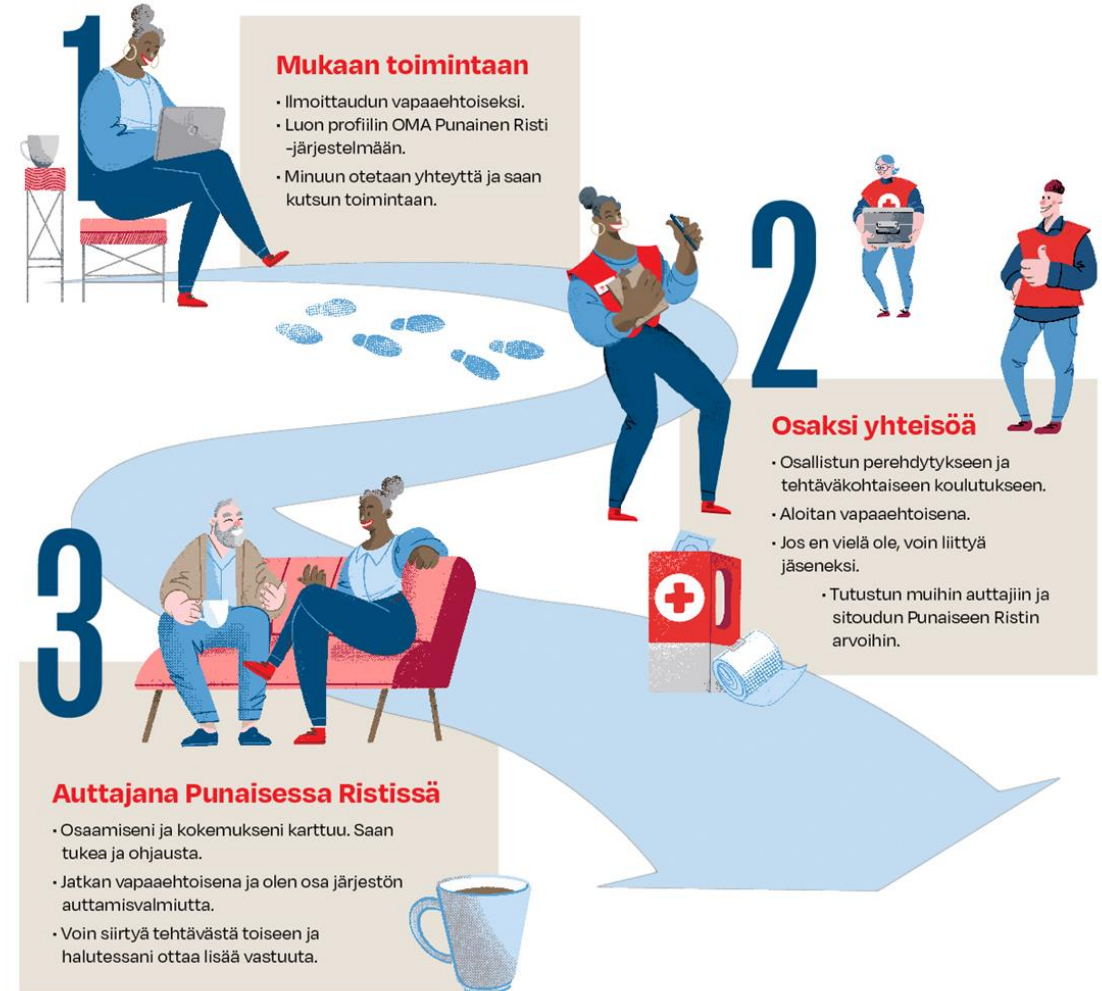 1
Mukaan toimintaan
• Ilmoittaudun vapaaehtoiseksi.
• Luon profiilin OMA Punainen Risti
-järjestelmään.
• Minuun otetaan yhteyttä ja saan
kutsun toimintaan.
2
Osaksi yhteisöä
• Osallistun perehdytykseen ja
tehtäväkohtaiseen koulutukseen.
• Aloitan vapaaehtoisena.
• Jos en vielä ole, voin liittyä
jäseneksi.
• Tutustun muihin auttajiin ja
sitoudun Punaiseen Ristin
arvoihin.
3
Auttajana Punaisessa Ristissä
• Osaamiseni ja kokemukseni karttuu. Saan
tukea ja ohjausta.
• Jatkan vapaaehtoisena ja olen osa järjestön
auttamisvalmiutta.
• Voin siirtyä tehtävästä toiseen ja
halutessani ottaa lisää vastuuta.